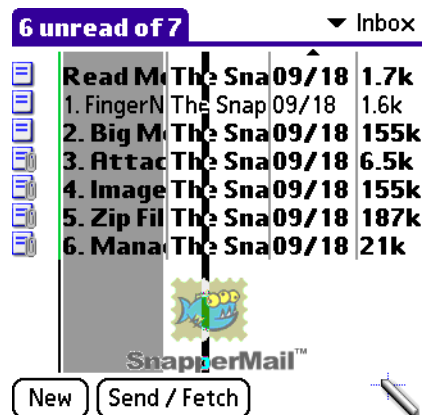 6 unread of 7 Inbox
Read M The Sna 09/18 1.7k
1. FingerN The Snap 09/18 1.6k
2. Big M The Sna 09/18 155k
3. Attac The Sna 09/18 6.5k
4. Image The Sna 09/18 155k
5. Zip Fil The Sna 09/18 187k
6. Mana The Sna 09/18 21k
SnapperMail™
New Send / Fetch